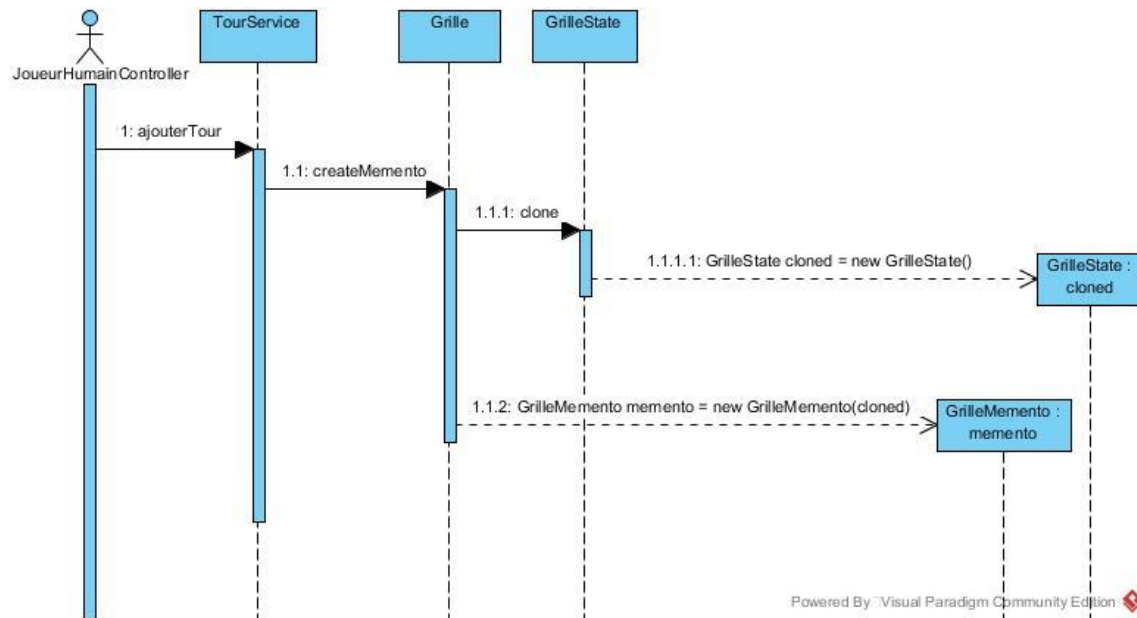 TourService
Grille
GrilleState
JoueurHumainController
1: ajouterTour
1.1: createMemento
1.1.1: clone
1.1.1.1: GrilleState cloned = new GrilleState()
GrilleState :
cloned
1.1.2: GrilleMemento memento = new GrilleMemento(cloned)
GrilleMemento :
memento
Powered By Visual Paradigm Community Edition